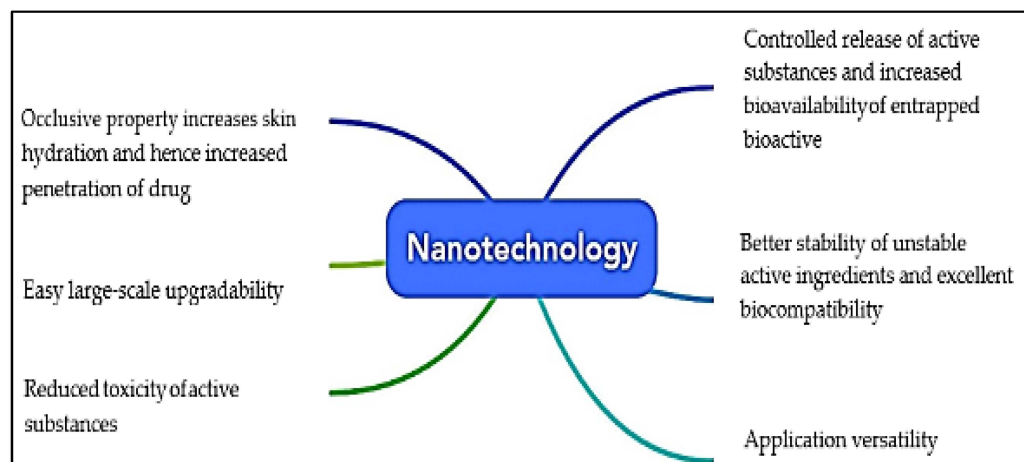 Occlusive property increases skin
hydration and hence increased
penetration of drug
Easy large-scale upgradability
Reduced toxicity of active
substances
Nanotechnology
Controlled release of active
substances and increased
bioavailability of entrapped
bioactive
Better stability of unstable
active ingredients and excellent
biocompatibility
Application versatility